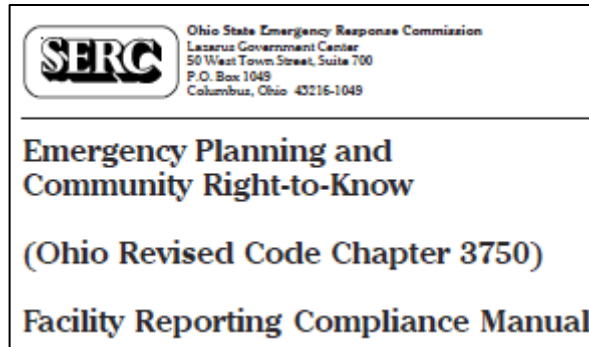 SERC
Ohio State Emergency Response Commission
Lazarus Government Center
50 West Town Street, Suite 700
P.O. Box 1049
Columbus, Ohio 43216-1049
Emergency Planning and
Community Right-to-Know
(Ohio Revised Code Chapter 3750)
Facility Reporting Compliance Manual